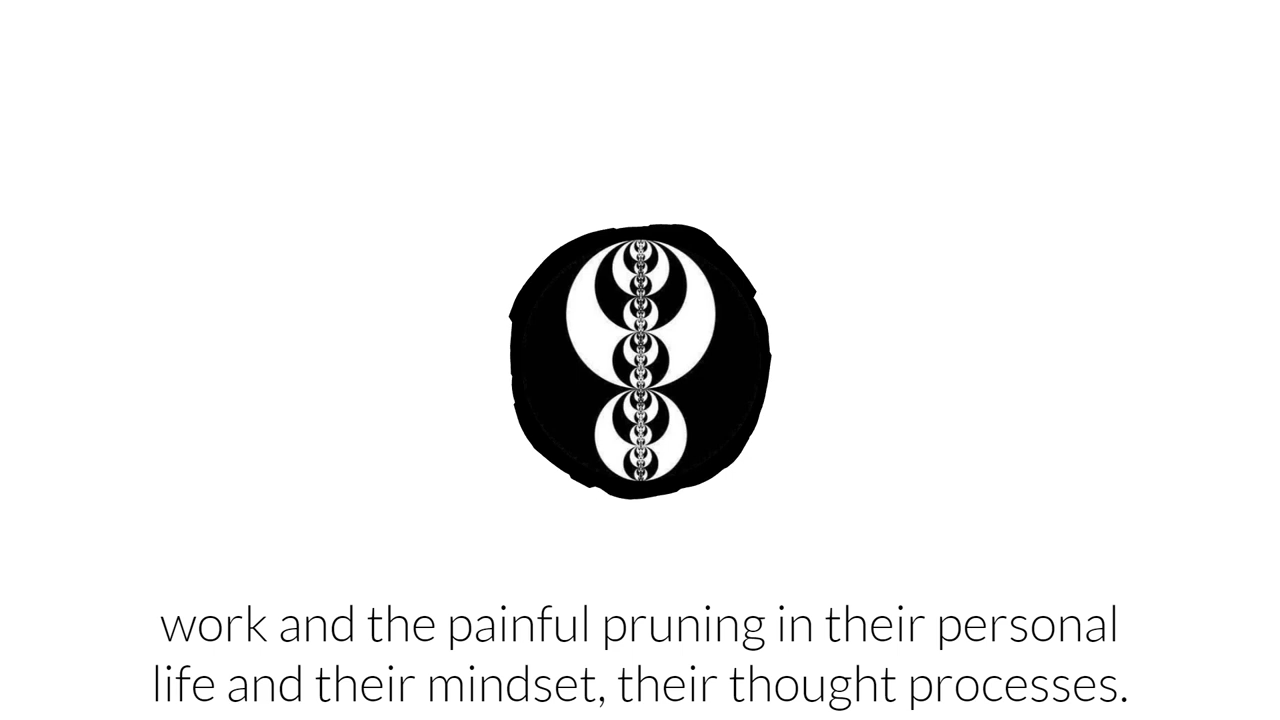 work and the painful pruning in their personal
life and their mindset, their thought processes.